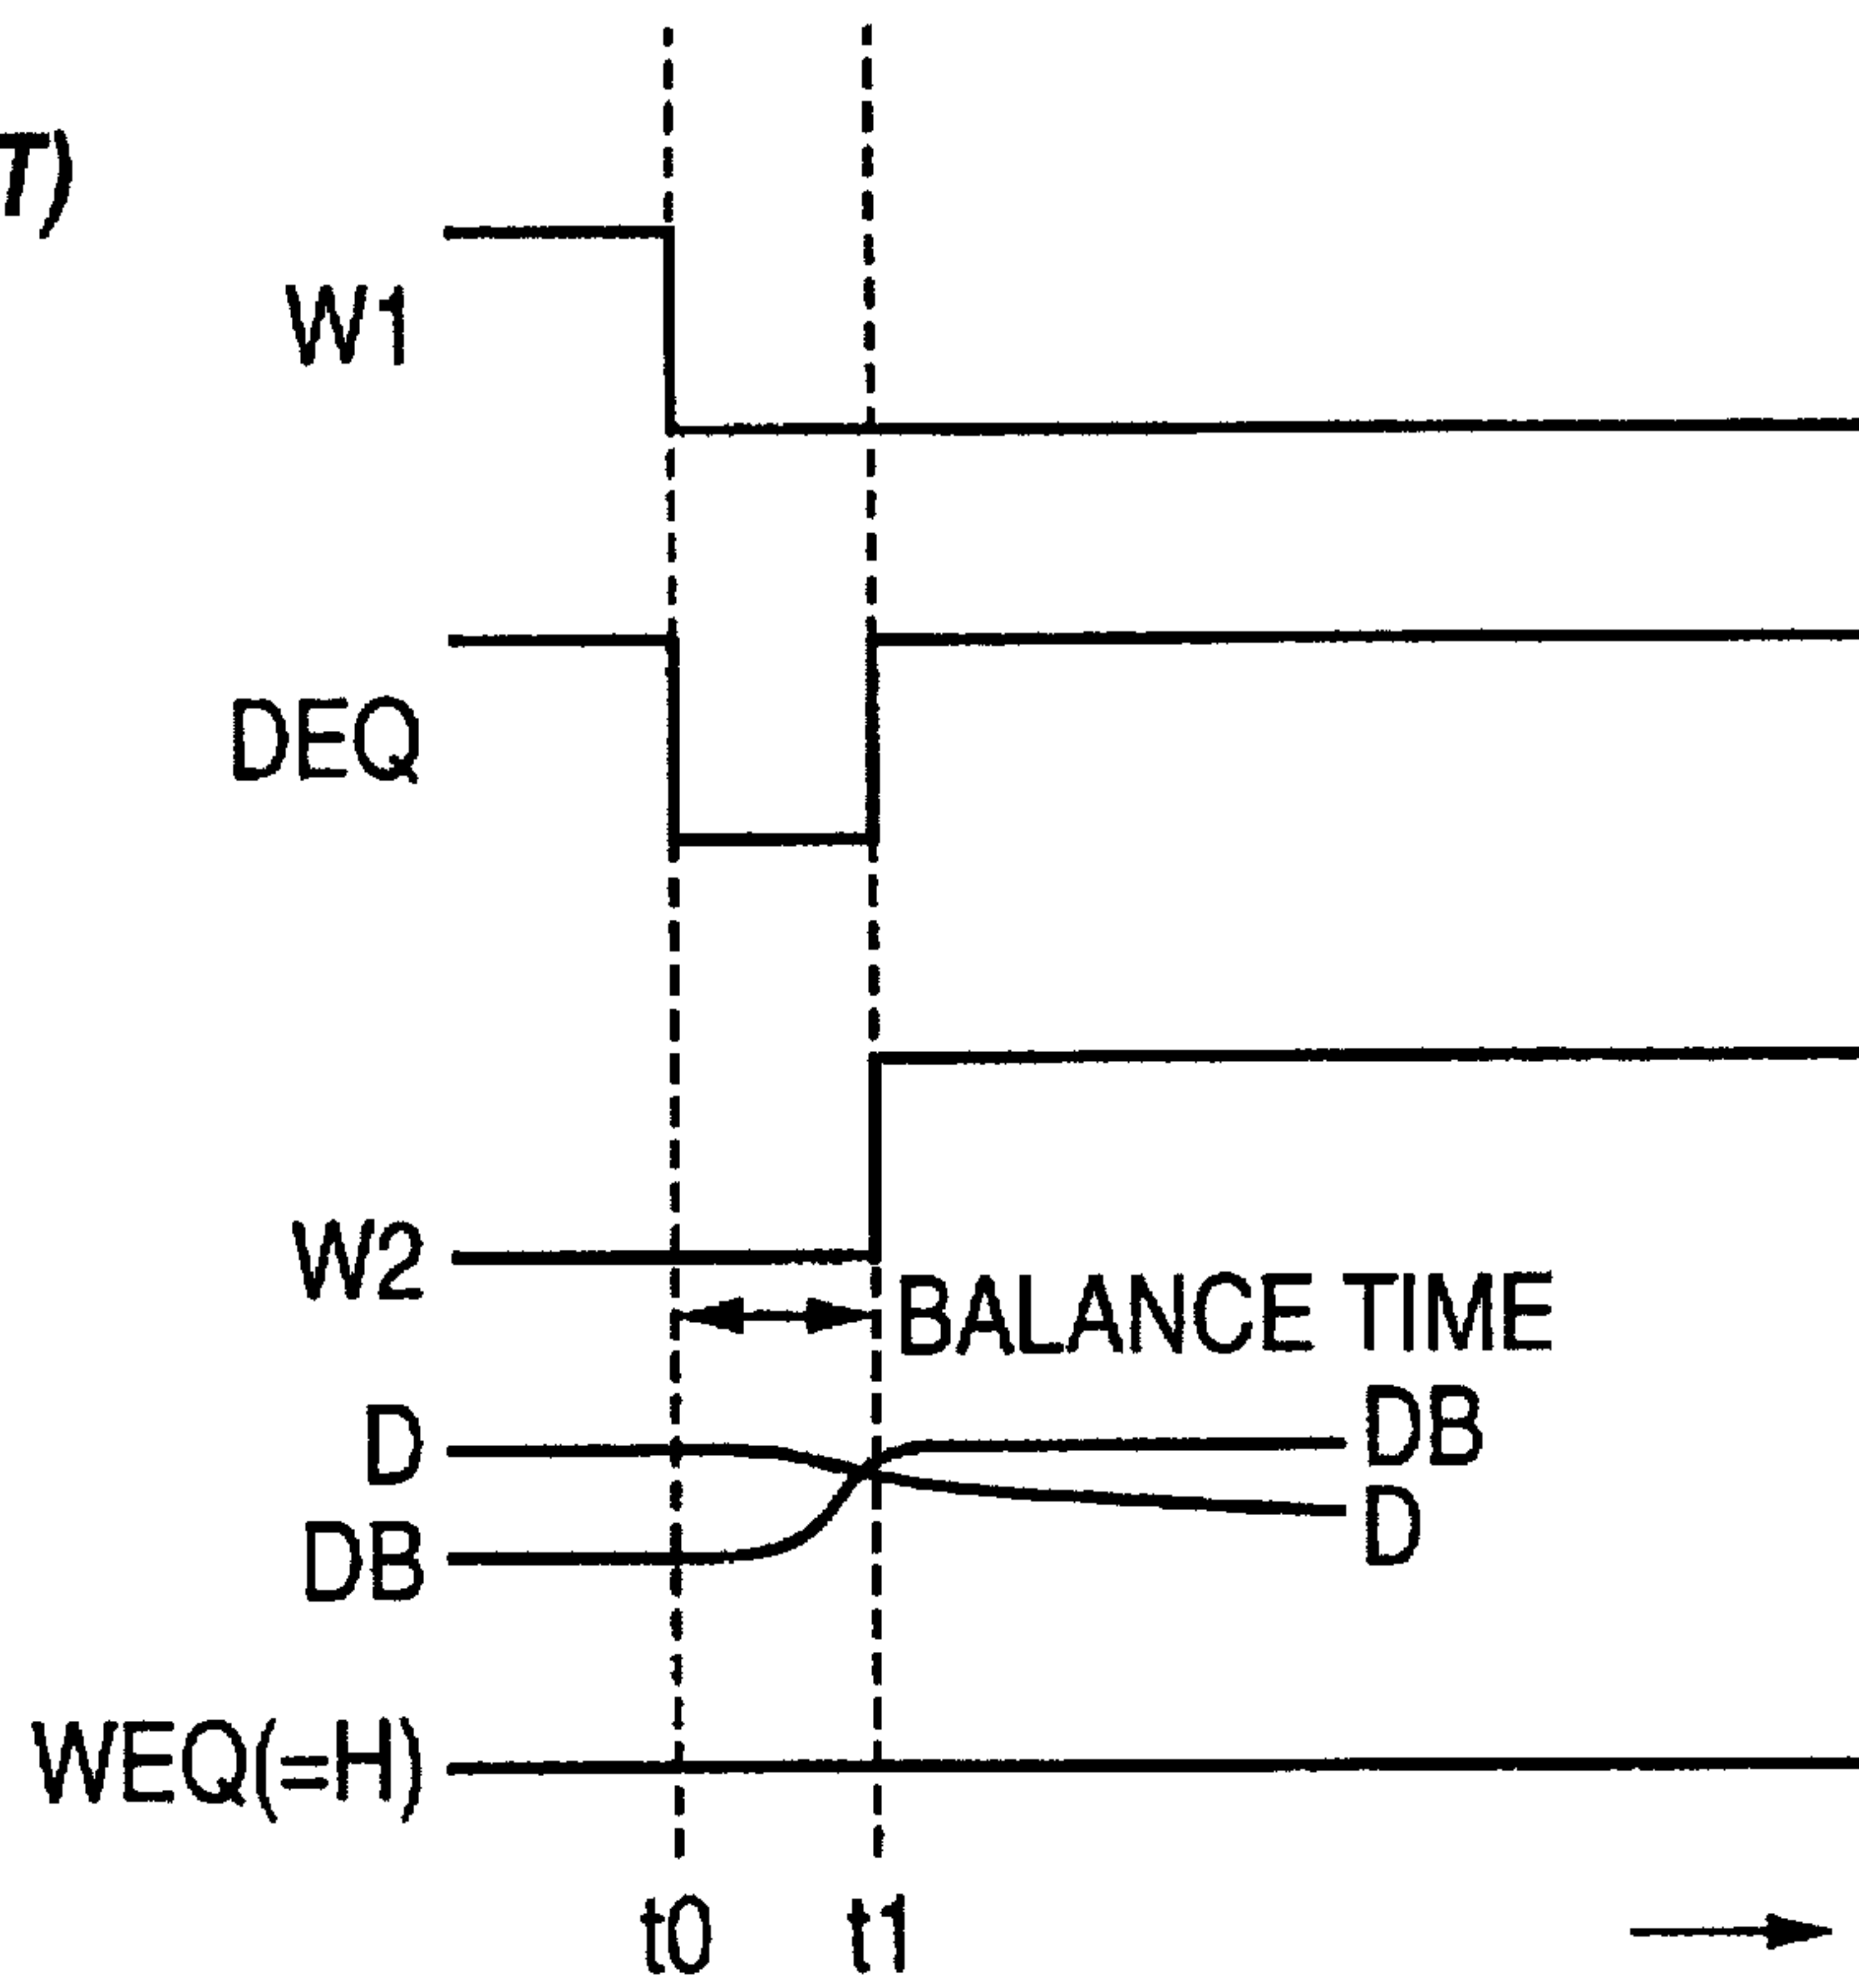 T)
W1
DEQ
W2
BALANCE TIME
D
DB
DB
D
WEQ(=H)
t0 t1